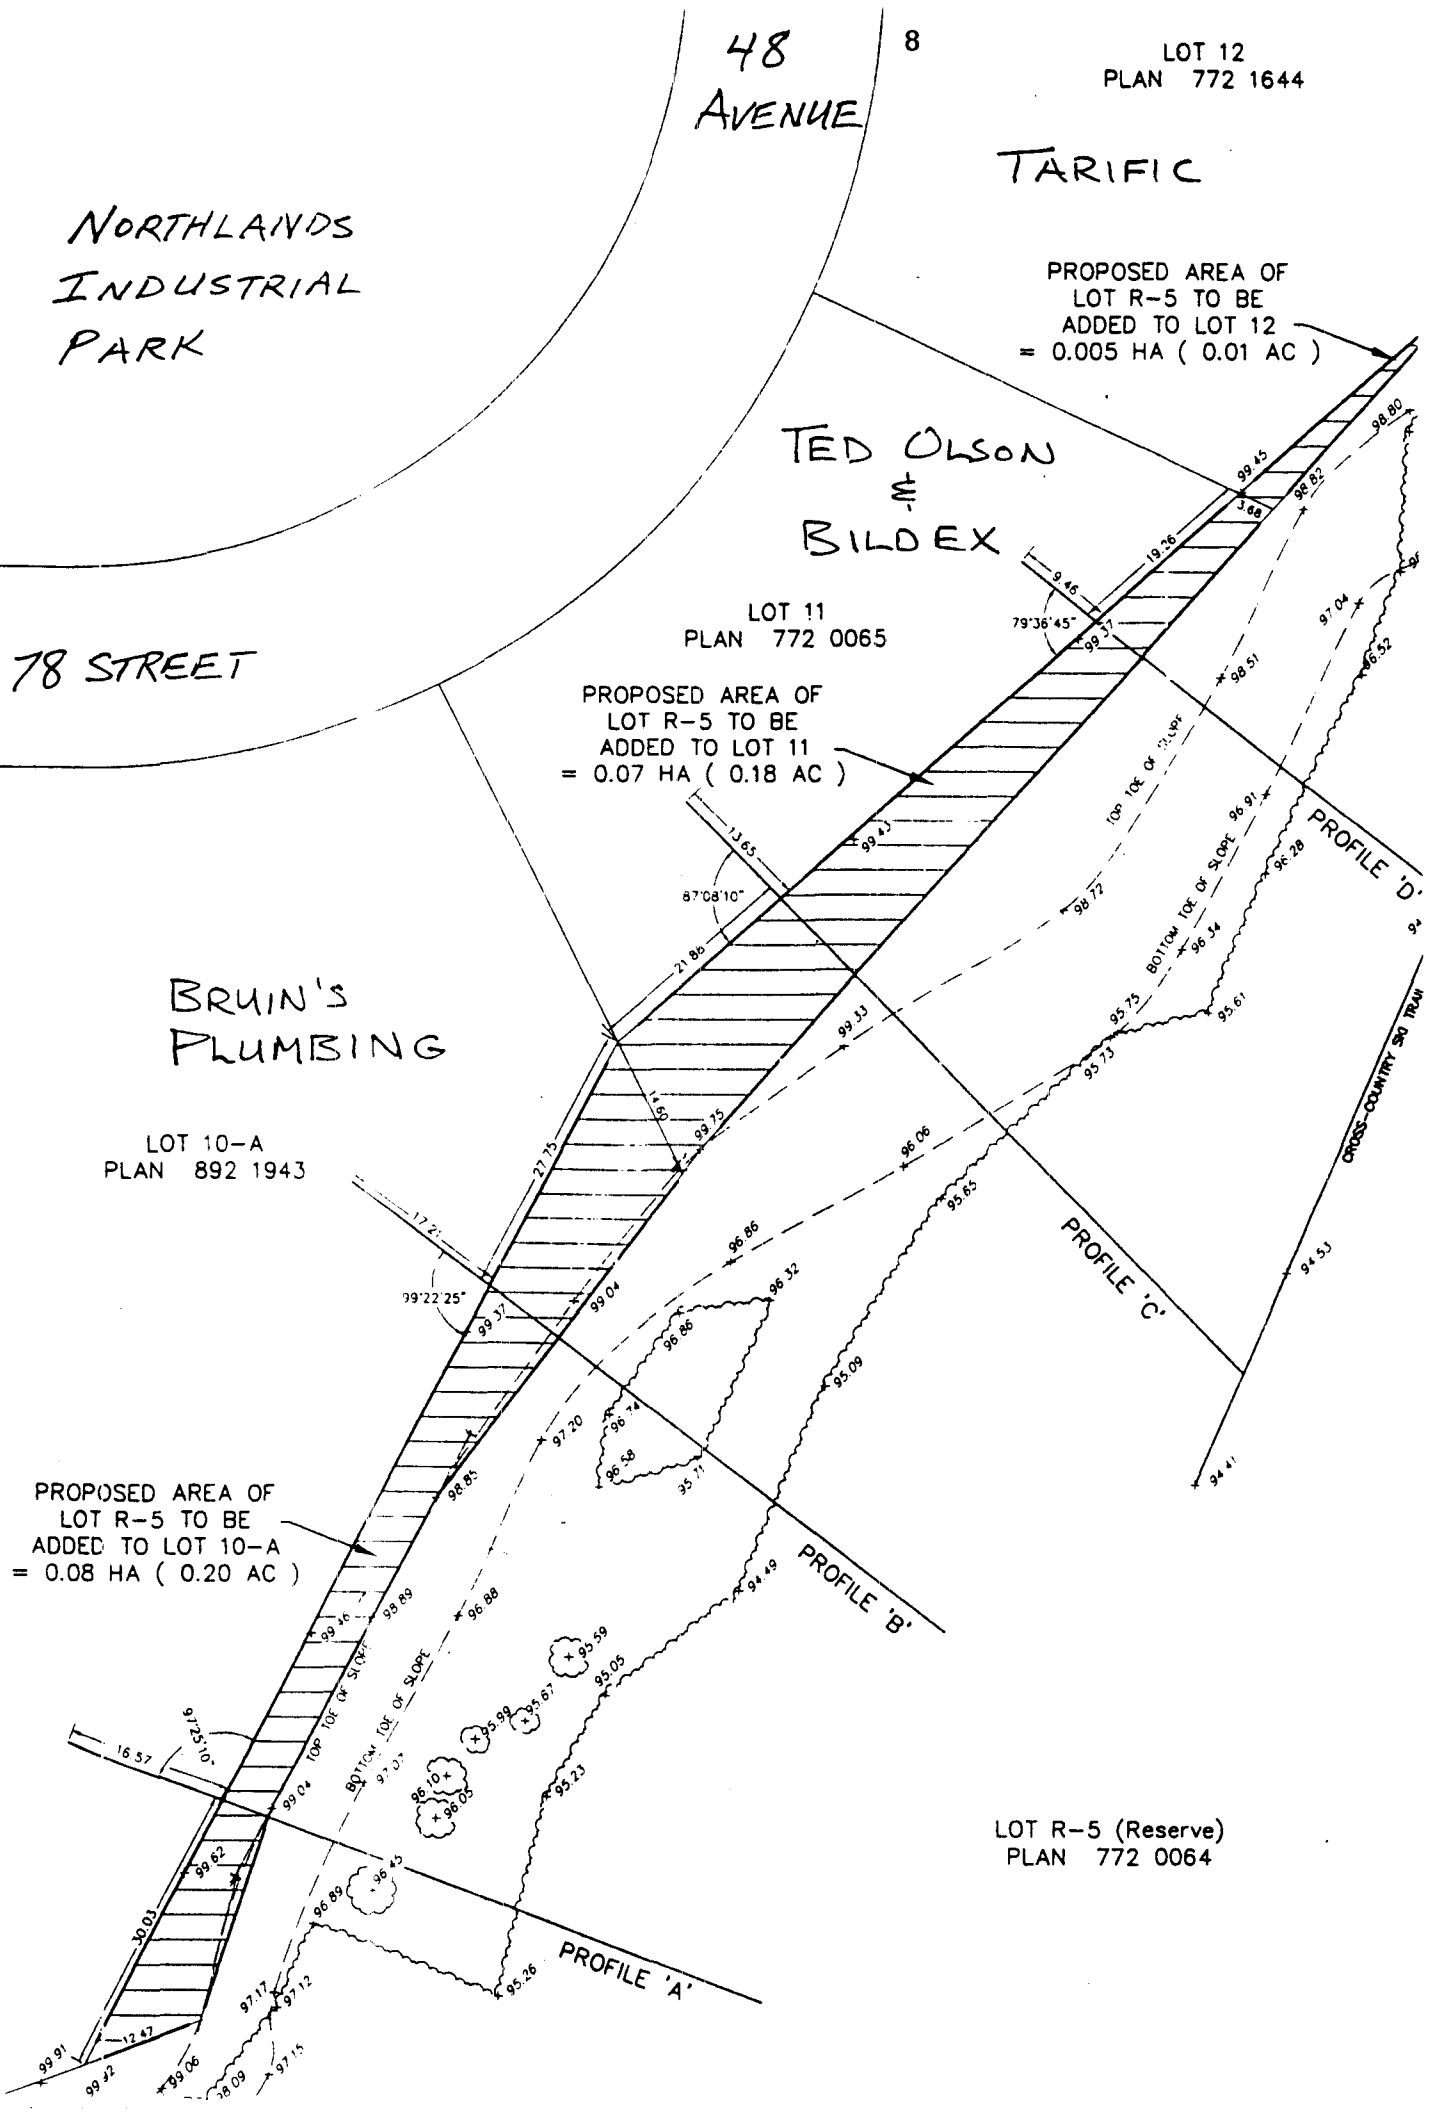 48
AVENUE
8
LOT 12
PLAN 772 1644
TARIFIC
NORTHLANDS
INDUSTRIAL
PARK
PROPOSED AREA OF
LOT R-5 TO BE
ADDED TO LOT 12
= 0.005 HA ( 0.01 AC )
98.80
TED OLSON
&
BILDEX
99.45
98.82
3.68
19.26
9.46
79°36'45"
99.37
97.04
96.52
98.51
LOT 11
PLAN 772 0065
78 STREET
PROPOSED AREA OF
LOT R-5 TO BE
ADDED TO LOT 11
= 0.07 HA ( 0.18 AC )
TOP TOE OF SLOPE
96.91
PROFILE 'D'
13.65
99.43
96.28
87°08'10"
98.72
BOTTOM TOE OF SLOPE
96.34
94
21.86
BRUIN'S
PLUMBING
99.33
95.75
95.61
95.73
CROSS-COUNTRY SKI TRAIL
14.60
99.75
27.75
LOT 10-A
PLAN 892 1943
96.06
95.65
17.21
96.86
PROFILE 'C'
94.53
99°22'25"
99.37
99.04
96.32
96.86
95.09
96.74
97.20
96.58
95.71
98.85
94.41
PROPOSED AREA OF
LOT R-5 TO BE
ADDED TO LOT 10-A
= 0.08 HA ( 0.20 AC )
PROFILE 'B'
94.49
99.46
98.89
96.88
95.59
95.05
TOP TOE OF SLOPE
BOTTOM TOE OF SLOPE
95.67
95.99
97°25'10"
16.57
97.07
96.10
96.05
95.23
99.04
LOT R-5 (Reserve)
PLAN 772 0064
99.62
96.45
96.89
30.03
PROFILE 'A'
95.26
97.17
97.12
12.47
99.91
99.42
99.06
98.09
97.15